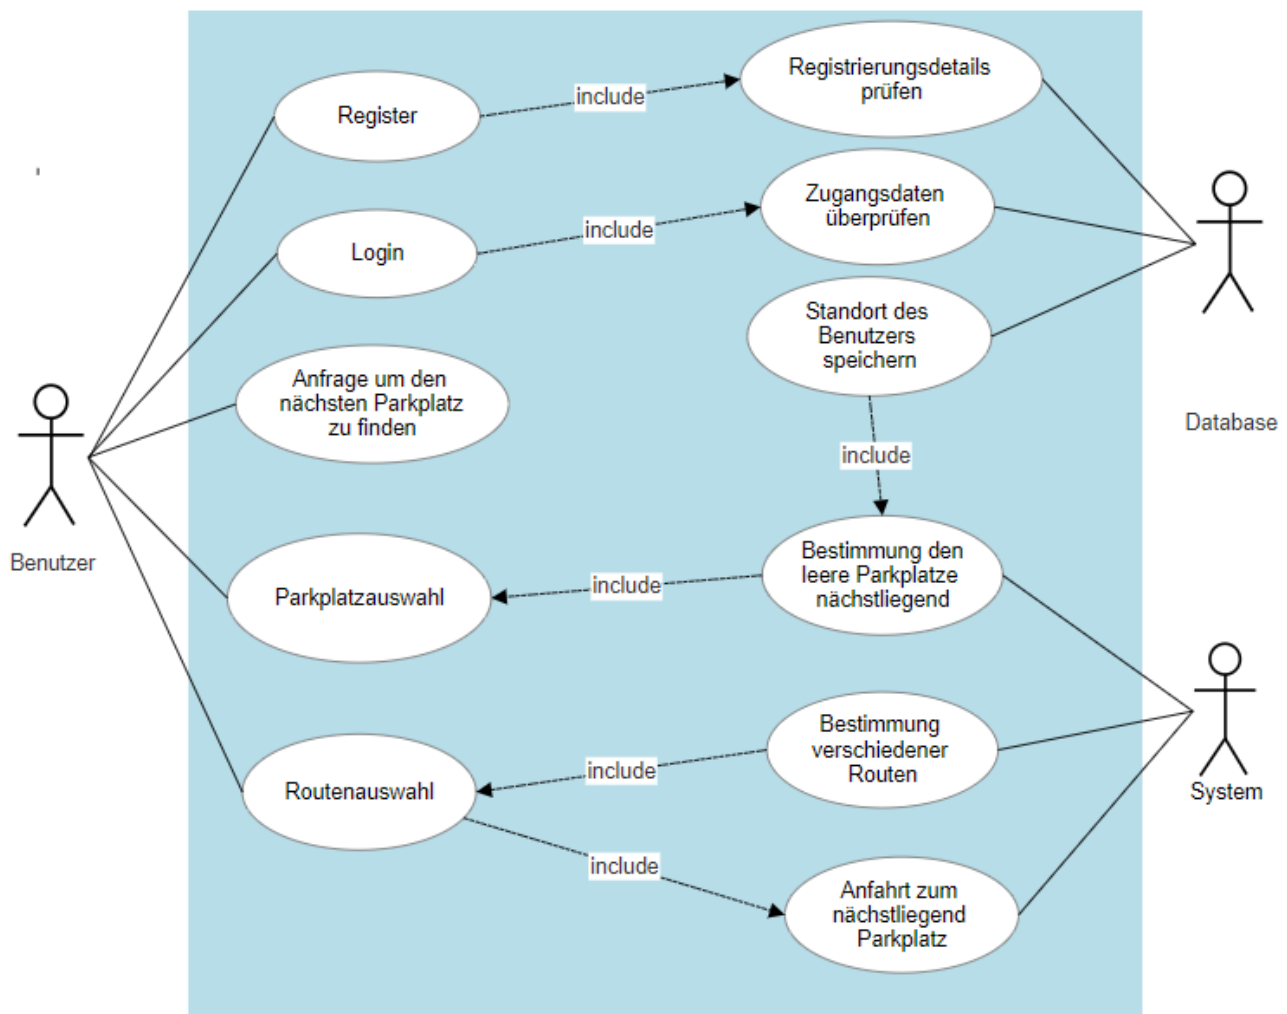 Register
include
Registrierungsdetails
prüfen
Login
include
Zugangsdaten
überprüfen
Standort des
Benutzers
speichern
Anfrage um den
nächsten Parkplatz
zu finden
Database
include
Benutzer
Parkplatzauswahl
include
Bestimmung den
leere Parkplatze
nächstliegend
Routenauswahl
include
Bestimmung
verschiedener
Routen
System
include
Anfahrt zum
nächstliegend
Parkplatz